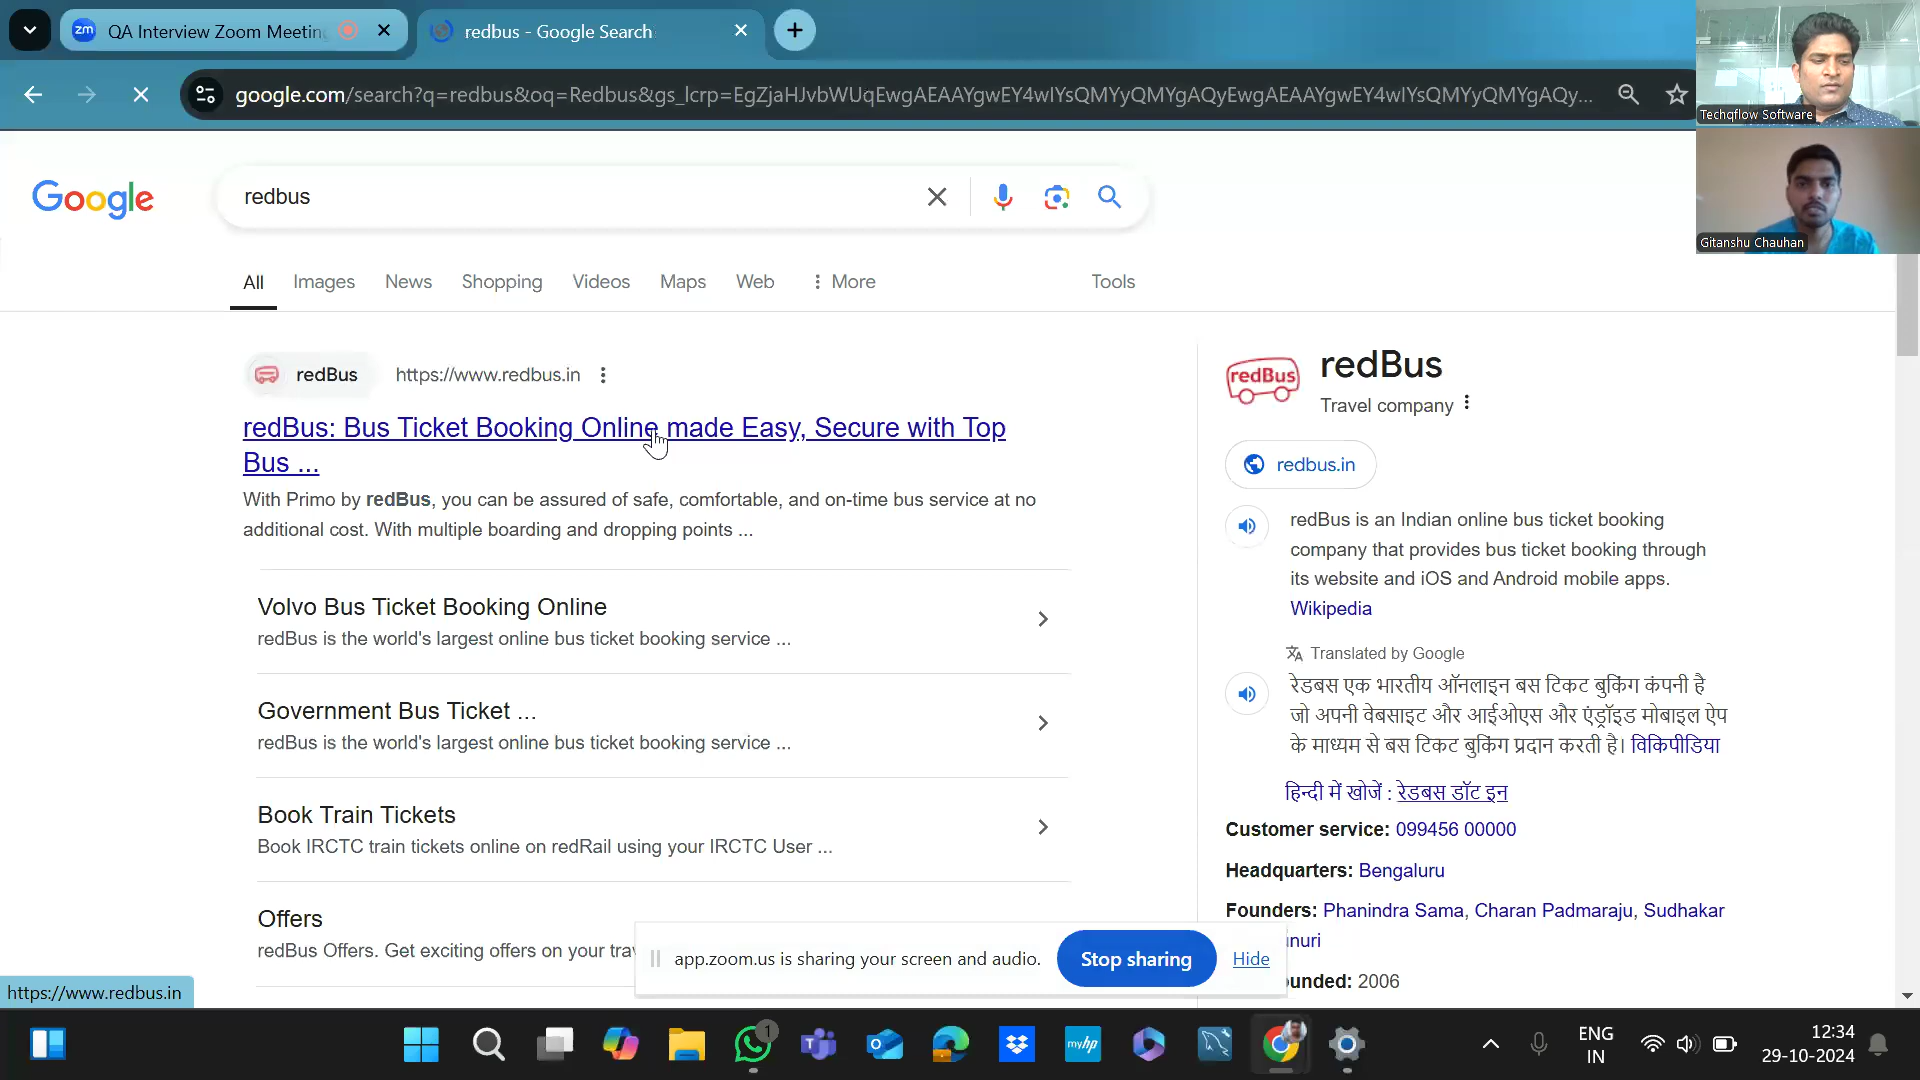 zm QA Interview Zoom Meeting
redbus - Google Search
google.com/search?q=redbus&oq=Redbus&gs_lcrp=EgZjaHJvbWUqEwgAEAAYgwEY4wIYsQMYyQMYgAQyEwgAEAAYgwEY4wIYsQMYyQMYgAQy...
Techqflow Software
Gitanshu Chauhan
Google
redbus
All Images News Shopping Videos Maps Web More Tools
redBus https://www.redbus.in
redBus: Bus Ticket Booking Online made Easy, Secure with Top
Bus ...
With Primo by redBus, you can be assured of safe, comfortable, and on-time bus service at no
additional cost. With multiple boarding and dropping points ...
Volvo Bus Ticket Booking Online
redBus is the world's largest online bus ticket booking service ...
Government Bus Ticket ...
redBus is the world's largest online bus ticket booking service ...
Book Train Tickets
Book IRCTC train tickets online on redRail using your IRCTC User ...
Offers
redBus Offers. Get exciting offers on your tra
redBus
redBus
Travel company
redbus.in
redBus is an Indian online bus ticket booking
company that provides bus ticket booking through
its website and iOS and Android mobile apps.
Wikipedia
Translated by Google
रेडबस एक भारतीय ऑनलाइन बस टिकट बुकिंग कंपनी है
जो अपनी वेबसाइट और आईओएस और एंड्रॉइड मोबाइल ऐप
के माध्यम से बस टिकट बुकिंग प्रदान करती है। विकिपीडिया
हिन्दी में खोजें : रेडबस डॉट इन
Customer service: 099456 00000
Headquarters: Bengaluru
Founders: Phanindra Sama, Charan Padmaraju, Sudhakar
nuri
unded: 2006
app.zoom.us is sharing your screen and audio. Stop sharing Hide
https://www.redbus.in
1
myhp
ENG
IN
12:34
29-10-2024